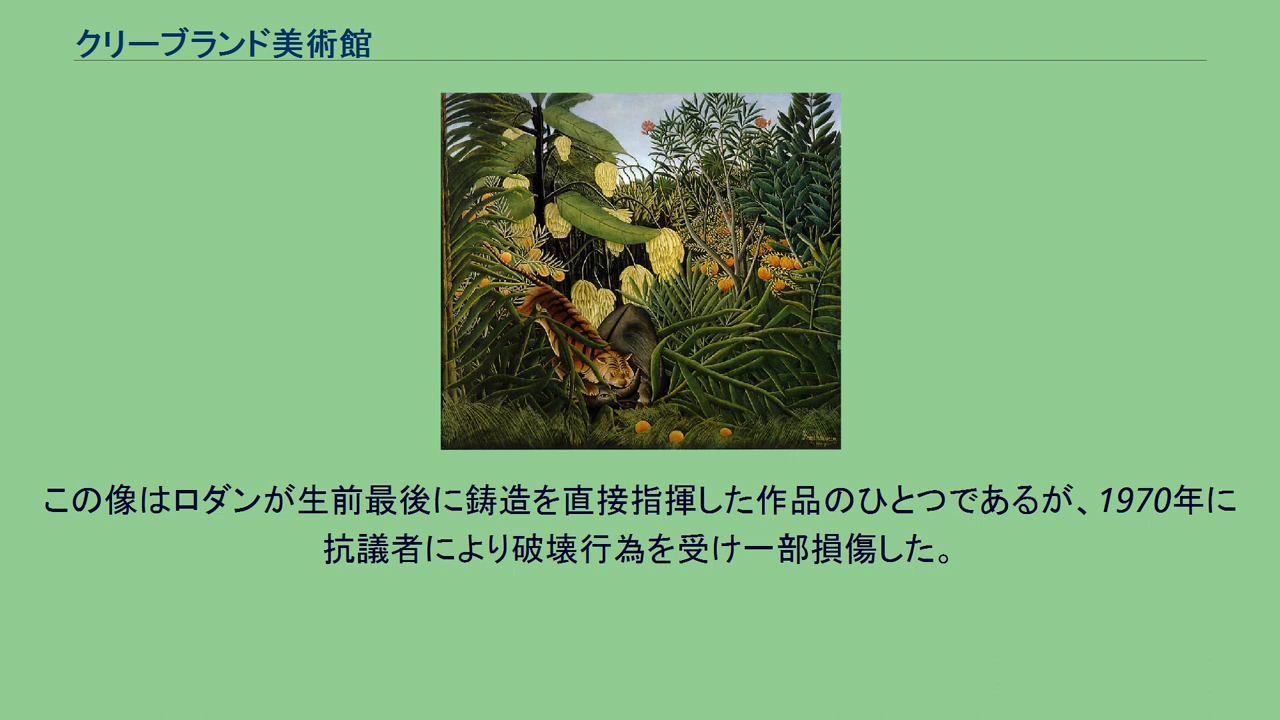 クリーブランド美術館
この像はロダンが生前最後に鋳造を直接指揮した作品のひとつであるが、1970年に
抗議者により破壊行為を受け一部損傷した。